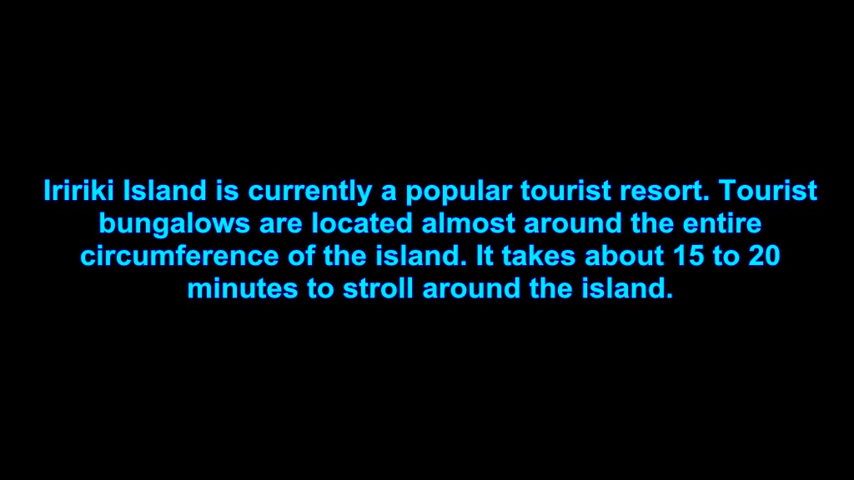 Iririki Island is currently a popular tourist resort. Tourist
bungalows are located almost around the entire
circumference of the island. It takes about 15 to 20
minutes to stroll around the island.